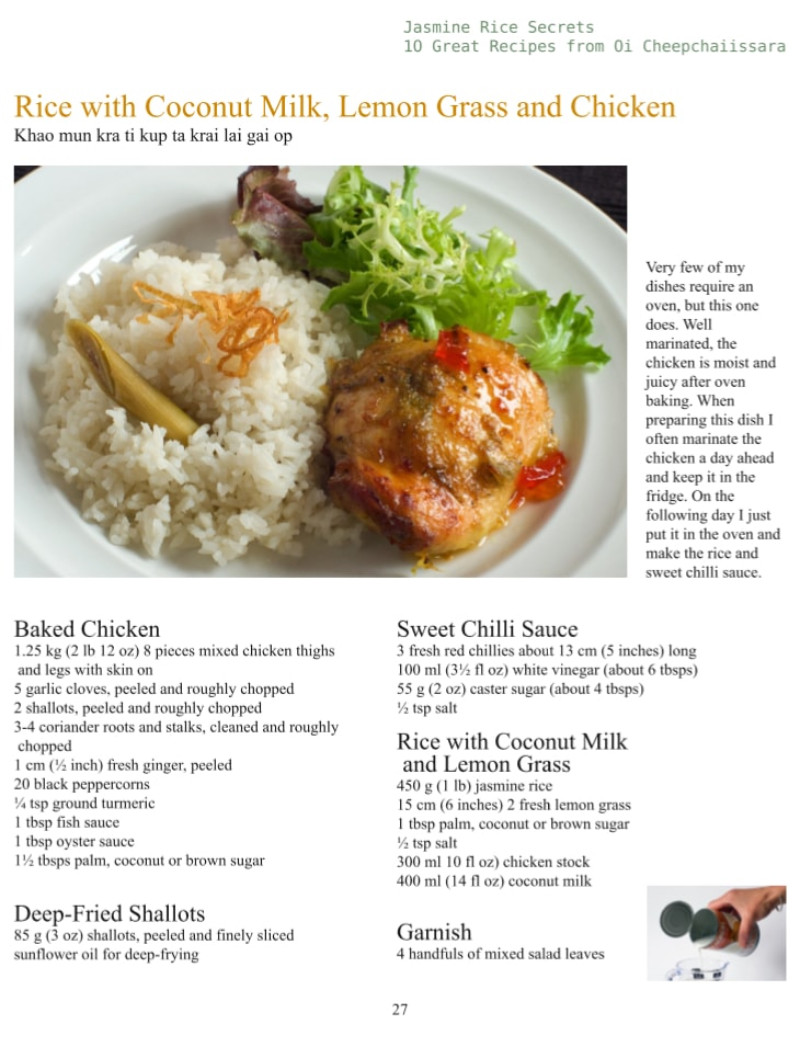 Jasmine Rice Secrets
10 Great Recipes from Oi Cheepchaiissara
Rice with Coconut Milk, Lemon Grass and Chicken
Khao mun kra ti kup ta krai lai gai op
Very few of my
dishes require an
oven, but this one
does. Well
marinated, the
chicken is moist and
juicy after oven
baking. When
preparing this dish I
often marinate the
chicken a day ahead
and keep it in the
fridge. On the
following day I just
put it in the oven and
make the rice and
sweet chilli sauce.
Baked Chicken
1.25 kg (2 lb 12 oz) 8 pieces mixed chicken thighs
and legs with skin on
5 garlic cloves, peeled and roughly chopped
2 shallots, peeled and roughly chopped
3-4 coriander roots and stalks, cleaned and roughly
chopped
1 cm (½ inch) fresh ginger, peeled
20 black peppercorns
¼ tsp ground turmeric
1 tbsp fish sauce
1 tbsp oyster sauce
1½ tbsps palm, coconut or brown sugar
Deep-Fried Shallots
85 g (3 oz) shallots, peeled and finely sliced
sunflower oil for deep-frying
Sweet Chilli Sauce
3 fresh red chillies about 13 cm (5 inches) long
100 ml (3½ fl oz) white vinegar (about 6 tbsps)
55 g (2 oz) caster sugar (about 4 tbsps)
½ tsp salt
Rice with Coconut Milk
and Lemon Grass
450 g (1 lb) jasmine rice
15 cm (6 inches) 2 fresh lemon grass
1 tbsp palm, coconut or brown sugar
½ tsp salt
300 ml 10 fl oz) chicken stock
400 ml (14 fl oz) coconut milk
Garnish
4 handfuls of mixed salad leaves
27